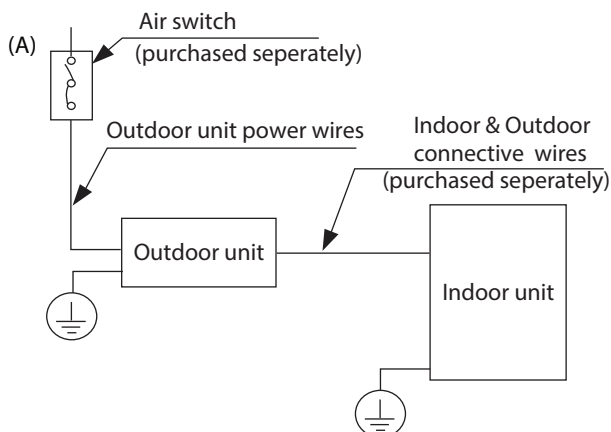 (A)
Air switch
(purchased seperately)
Outdoor unit power wires
Indoor & Outdoor
connective wires
(purchased seperately)
Outdoor unit
Indoor unit